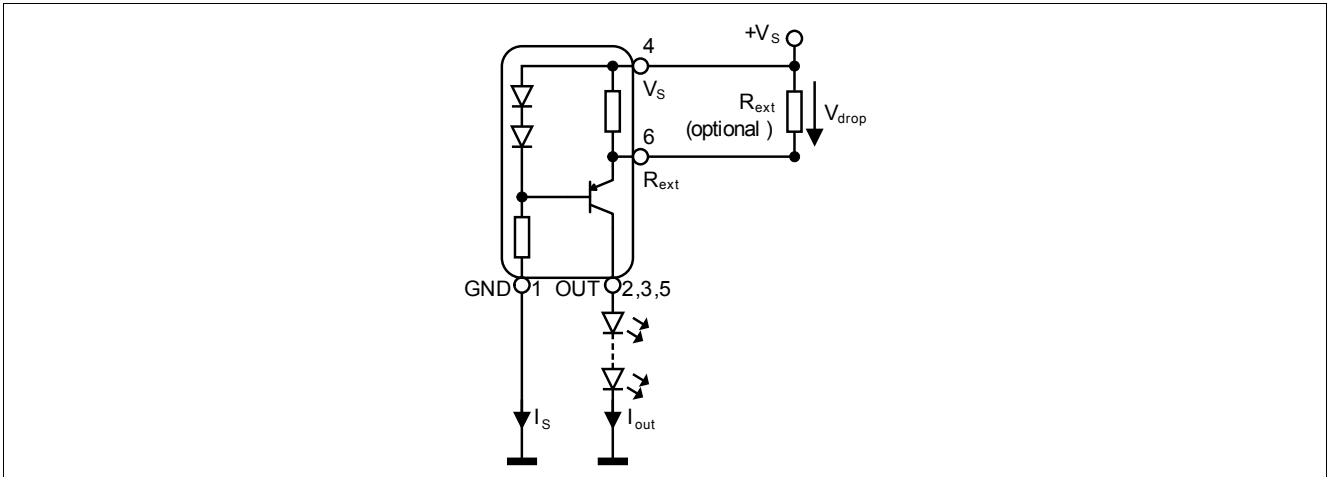 +VS
4
VS
Rext
(optional )
Vdrop
6
Rext
GND 1 OUT 2,3,5
IS
Iout